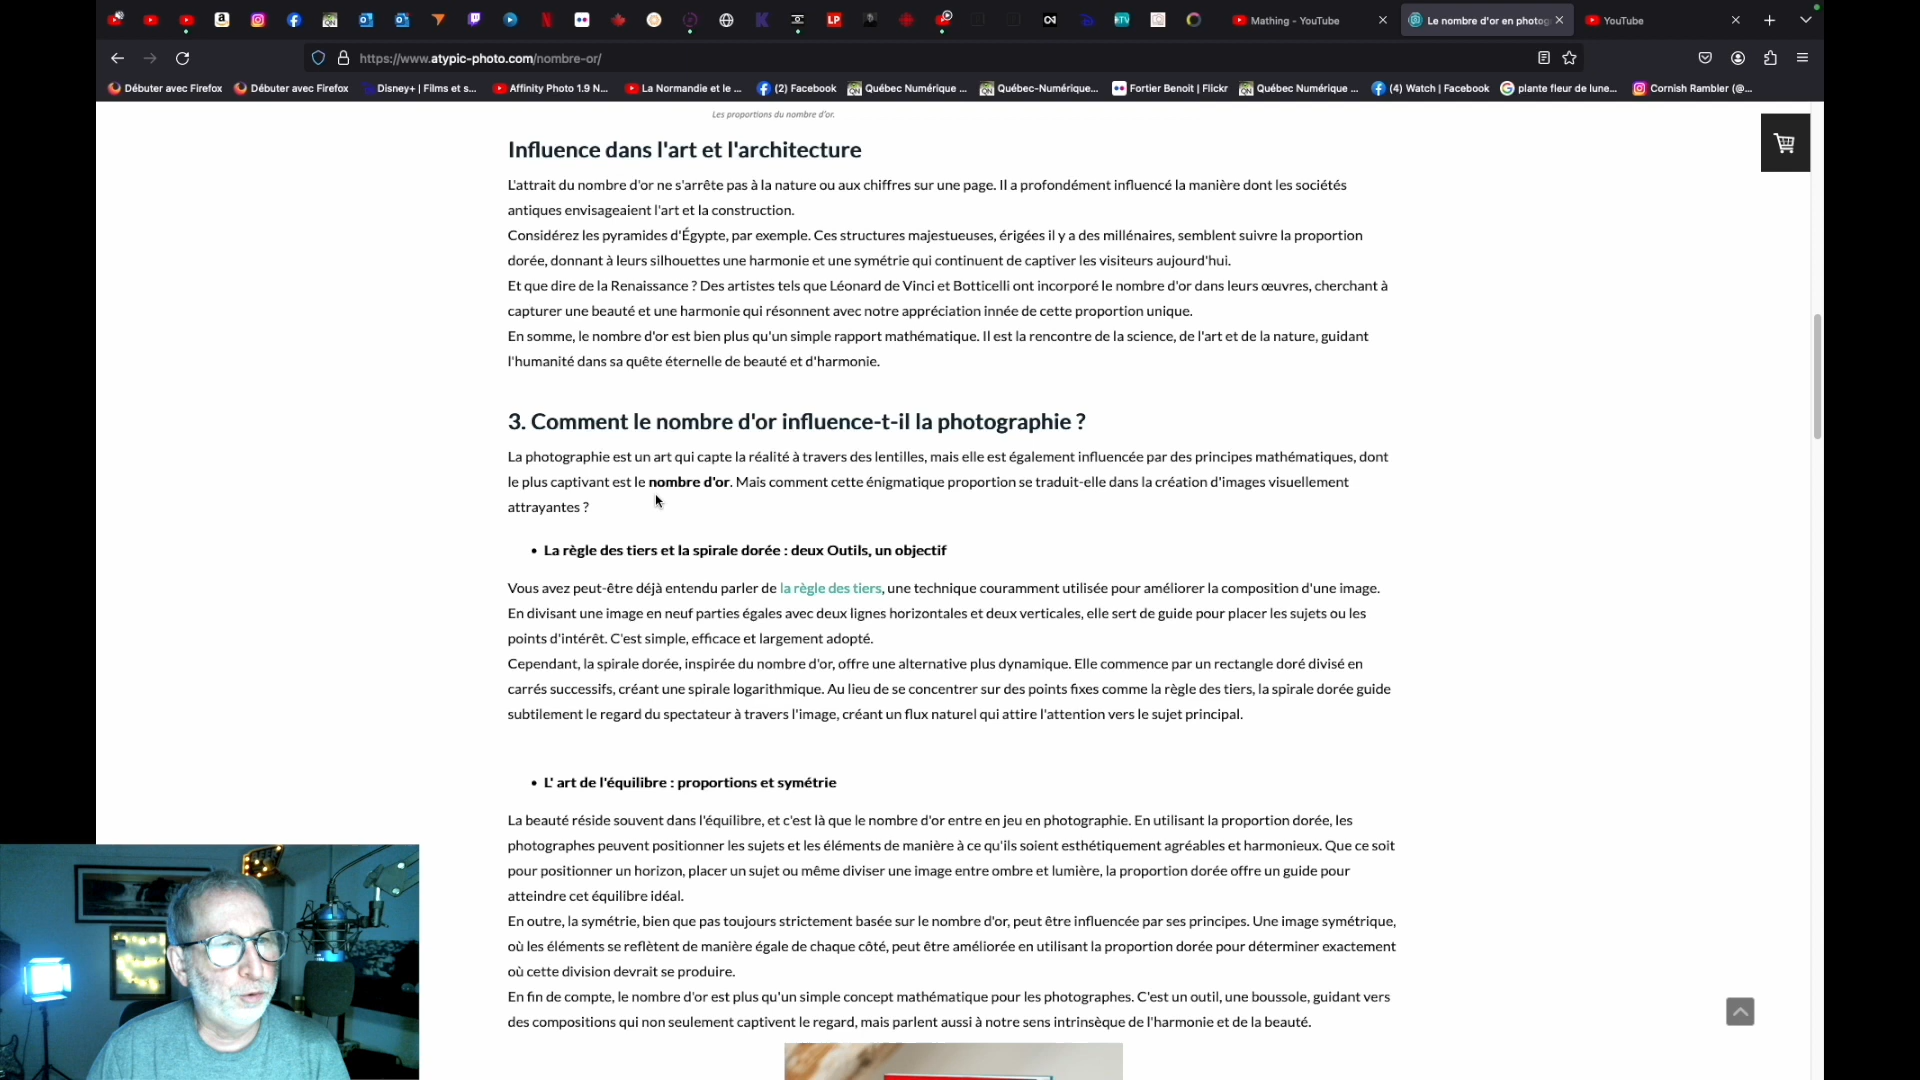 Mathing - YouTube
Le nombre d'or en photog
YouTube
https://www.atypic-photo.com/nombre-or/
Débuter avec Firefox
Débuter avec Firefox
Disney+ | Films et s...
Affinity Photo 1.9 N...
La Normandie et le ...
(2) Facebook
Québec Numérique ...
Québec-Numérique...
Fortier Benoit | Flickr
Québec Numérique ...
(4) Watch | Facebook
plante fleur de lune...
Cornish Rambler (@...
Les proportions du nombre d'or.
Influence dans l'art et l'architecture
L'attrait du nombre d'or ne s'arrête pas à la nature ou aux chiffres sur une page. Il a profondément influencé la manière dont les sociétés
antiques envisageaient l'art et la construction.
Considérez les pyramides d'Égypte, par exemple. Ces structures majestueuses, érigées il y a des millénaires, semblent suivre la proportion
dorée, donnant à leurs silhouettes une harmonie et une symétrie qui continuent de captiver les visiteurs aujourd'hui.
Et que dire de la Renaissance ? Des artistes tels que Léonard de Vinci et Botticelli ont incorporé le nombre d'or dans leurs œuvres, cherchant à
capturer une beauté et une harmonie qui résonnent avec notre appréciation innée de cette proportion unique.
En somme, le nombre d'or est bien plus qu'un simple rapport mathématique. Il est la rencontre de la science, de l'art et de la nature, guidant
l'humanité dans sa quête éternelle de beauté et d'harmonie.
3. Comment le nombre d'or influence-t-il la photographie ?
La photographie est un art qui capte la réalité à travers des lentilles, mais elle est également influencée par des principes mathématiques, dont
le plus captivant est le nombre d'or. Mais comment cette énigmatique proportion se traduit-elle dans la création d'images visuellement
attrayantes ?
• La règle des tiers et la spirale dorée : deux Outils, un objectif
Vous avez peut-être déjà entendu parler de la règle des tiers, une technique couramment utilisée pour améliorer la composition d'une image.
En divisant une image en neuf parties égales avec deux lignes horizontales et deux verticales, elle sert de guide pour placer les sujets ou les
points d'intérêt. C'est simple, efficace et largement adopté.
Cependant, la spirale dorée, inspirée du nombre d'or, offre une alternative plus dynamique. Elle commence par un rectangle doré divisé en
carrés successifs, créant une spirale logarithmique. Au lieu de se concentrer sur des points fixes comme la règle des tiers, la spirale dorée guide
subtilement le regard du spectateur à travers l'image, créant un flux naturel qui attire l'attention vers le sujet principal.
• L' art de l'équilibre : proportions et symétrie
La beauté réside souvent dans l'équilibre, et c'est là que le nombre d'or entre en jeu en photographie. En utilisant la proportion dorée, les
photographes peuvent positionner les sujets et les éléments de manière à ce qu'ils soient esthétiquement agréables et harmonieux. Que ce soit
pour positionner un horizon, placer un sujet ou même diviser une image entre ombre et lumière, la proportion dorée offre un guide pour
atteindre cet équilibre idéal.
En outre, la symétrie, bien que pas toujours strictement basée sur le nombre d'or, peut être influencée par ses principes. Une image symétrique,
où les éléments se reflètent de manière égale de chaque côté, peut être améliorée en utilisant la proportion dorée pour déterminer exactement
où cette division devrait se produire.
En fin de compte, le nombre d'or est plus qu'un simple concept mathématique pour les photographes. C'est un outil, une boussole, guidant vers
des compositions qui non seulement captivent le regard, mais parlent aussi à notre sens intrinsèque de l'harmonie et de la beauté.